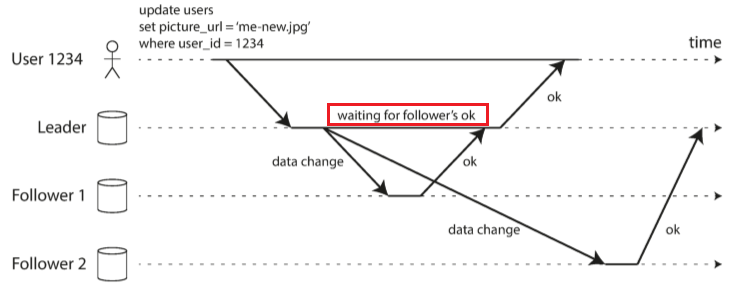 update users
set picture_url = ‘me-new.jpg’
where user_id = 1234
User 1234
time
ok
Leader
waiting for follower’s ok
data change
ok
Follower 1
data change
ok
Follower 2